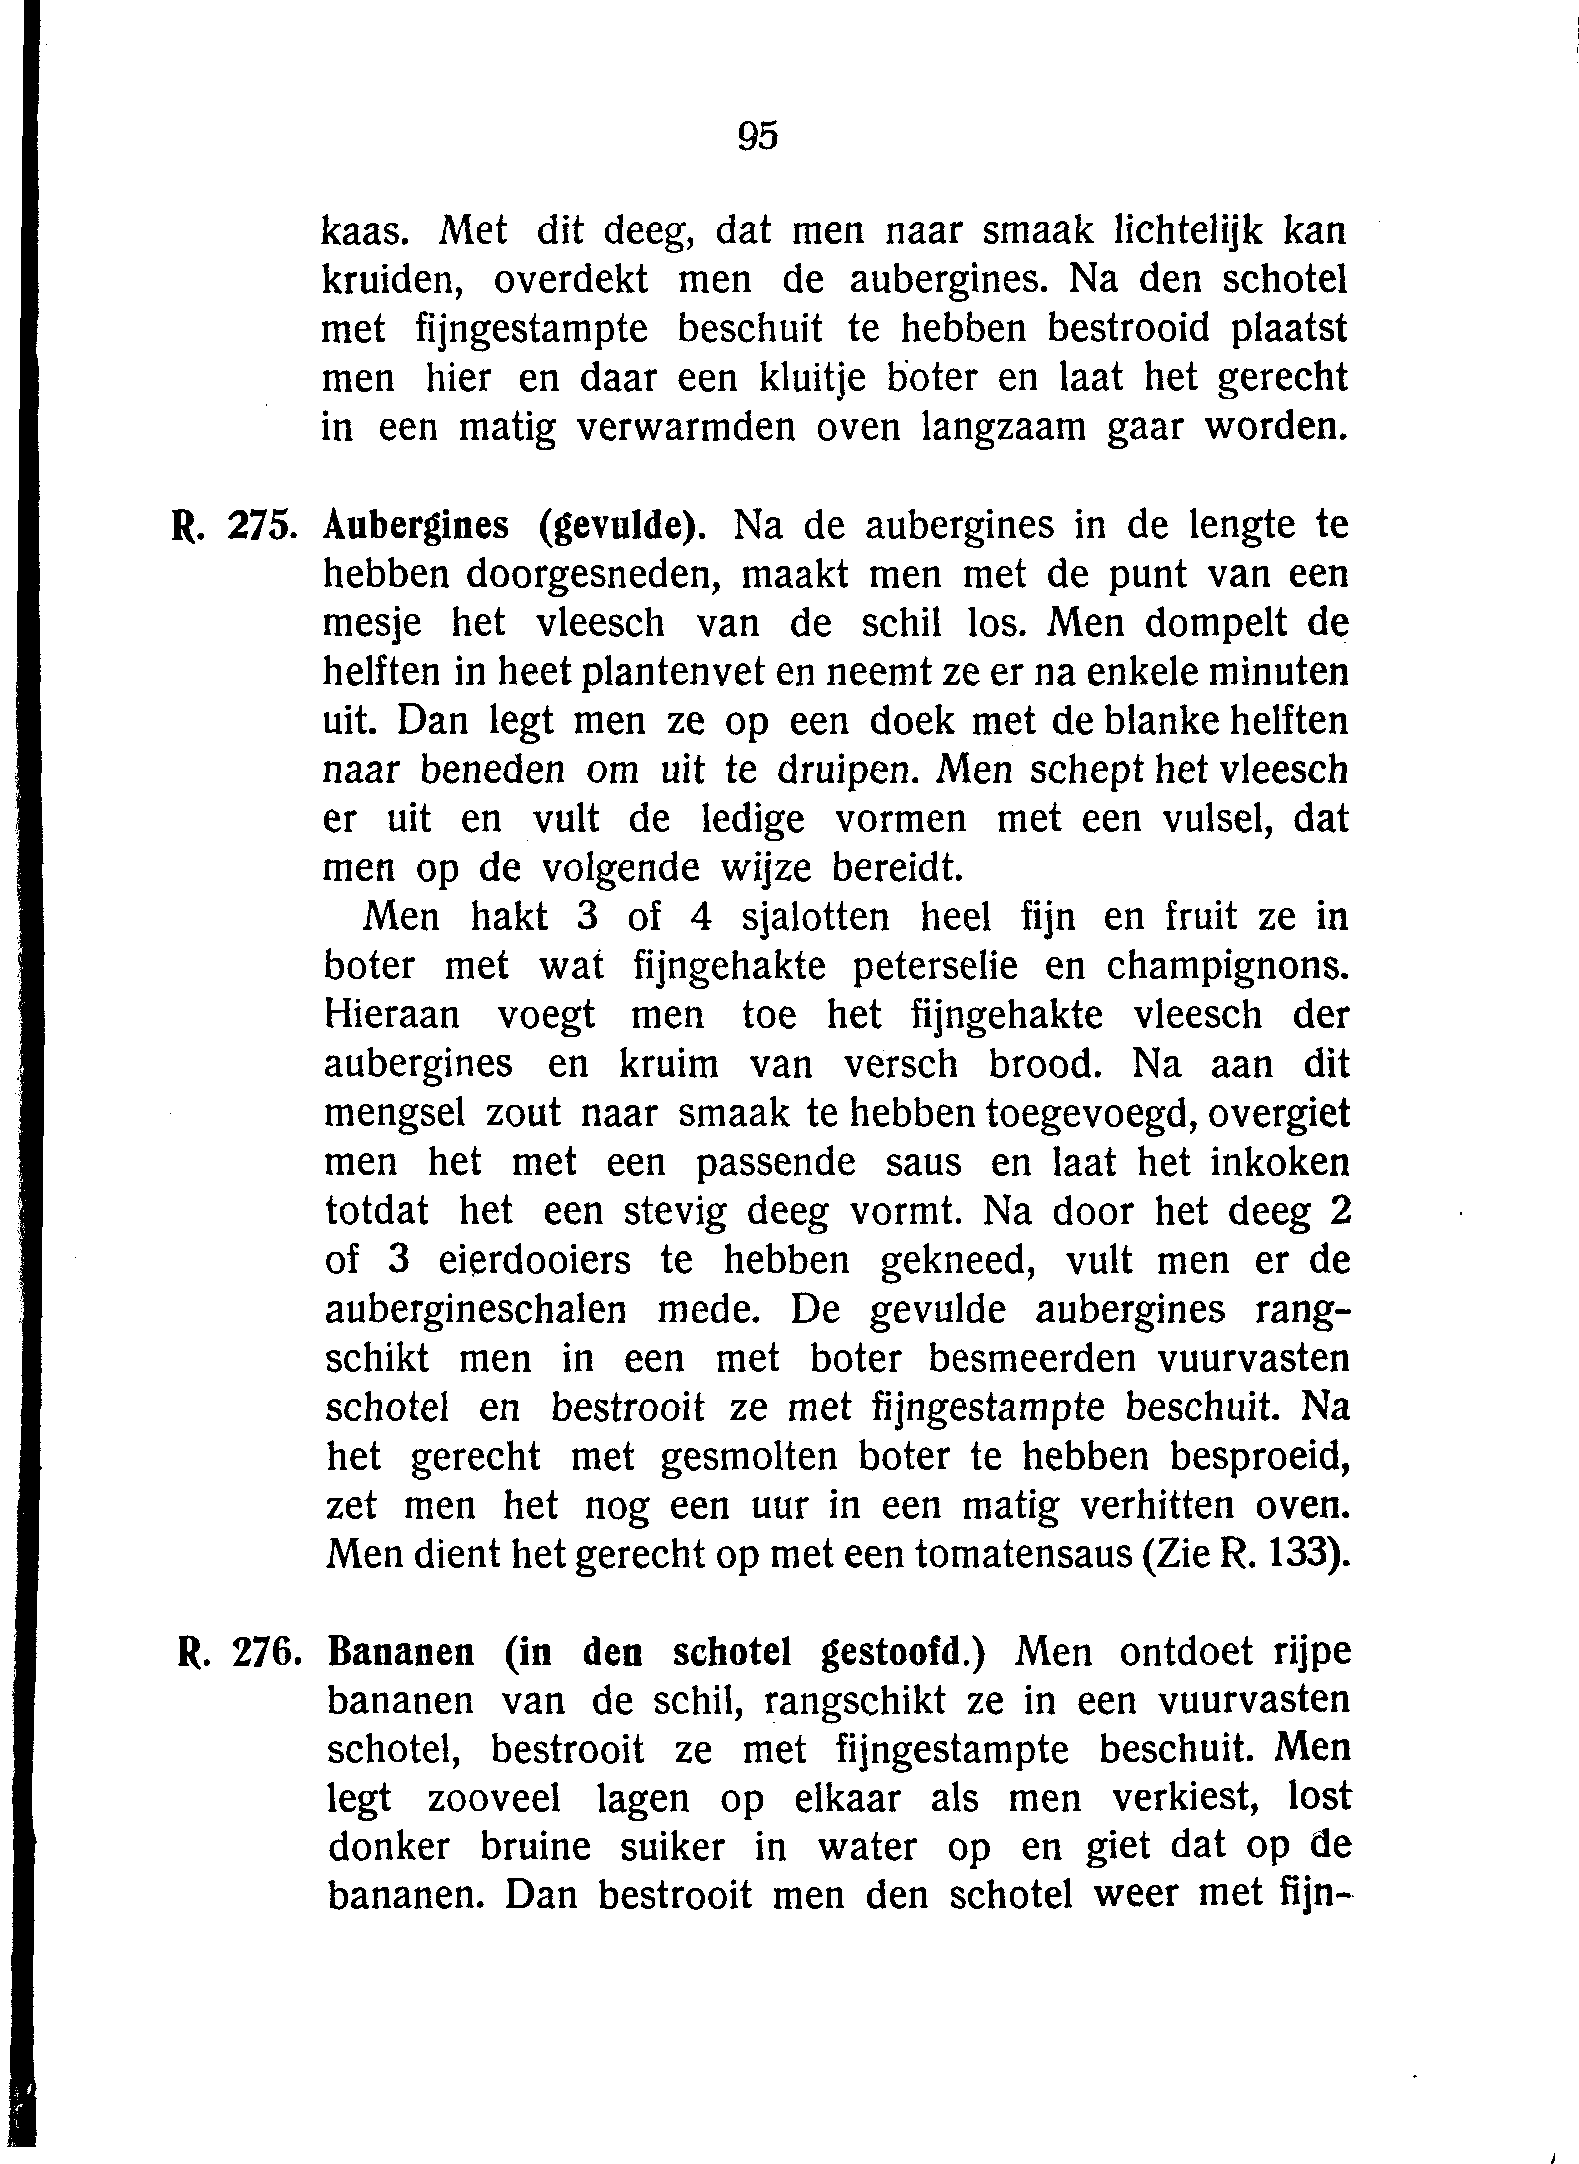 95
kaas. Met dit deeg, dat men naar smaak lichtelijk kan
kruiden, overdekt men de aubergines. Na den schotel
met fijngestampte beschuit te hebben bestrooid plaatst
men hier en daar een kluitje boter en laat het gerecht
in een matig verwarmden oven langzaam gaar worden.
R. 275. Aubergines (gevulde). Na de aubergines in de lengte te
hebben doorgesneden, maakt men met de punt van een
mesje het vleesch van de schil los. Men dompelt de
helften in heet plantenvet en neemt ze er na enkele minuten
uit. Dan legt men ze op een doek met de blanke helften
naar beneden om uit te druipen. Men schept het vleesch
er uit en vult de ledige vormen met een vulsel, dat
men op de volgende wijze bereidt.
Men hakt 3 of 4 sjalotten heel fijn en fruit ze in
boter met wat fijngehakte peterselie en champignons.
Hieraan voegt men toe het fijngehakte vleesch der
aubergines en kruim van versch brood. Na aan dit
mengsel zout naar smaak te hebben toegevoegd, overgiet
men het met een passende saus en laat het inkoken
totdat het een stevig deeg vormt. Na door het deeg 2
of 3 eierdooiers te hebben gekneed, vult men er de
aubergineschalen mede. De gevulde aubergines rang-
schikt men in een met boter besmeerden vuurvasten
schotel en bestrooit ze met fijngestampte beschuit. Na
het gerecht met gesmolten boter te hebben besproeid,
zet men het nog een uur in een matig verhitten oven.
Men dient het gerecht op met een tomatensaus (Zie R. 133).
R. 276. Bananen (in den schotel gestoofd.) Men ontdoet rijpe
bananen van de schil, rangschikt ze in een vuurvasten
schotel, bestrooit ze met fijngestampte beschuit. Men
legt zooveel lagen op elkaar als men verkiest, lost
donker bruine suiker in water op en giet dat op de
bananen. Dan bestrooit men den schotel weer met fijn-